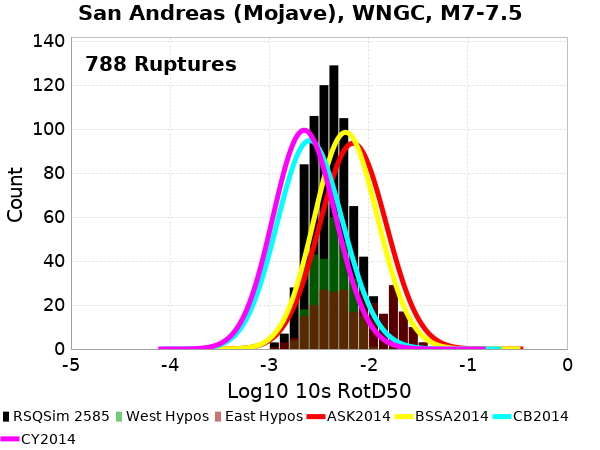 San Andreas (Mojave), WNGC, M7-7.5
788 Ruptures
Count
140
120
100
80
60
40
20
0
-5 -4 -3 -2 -1 0
Log10 10s RotD50
RSQSim 2585 West Hypos East Hypos ASK2014 BSSA2014 CB2014
CY2014